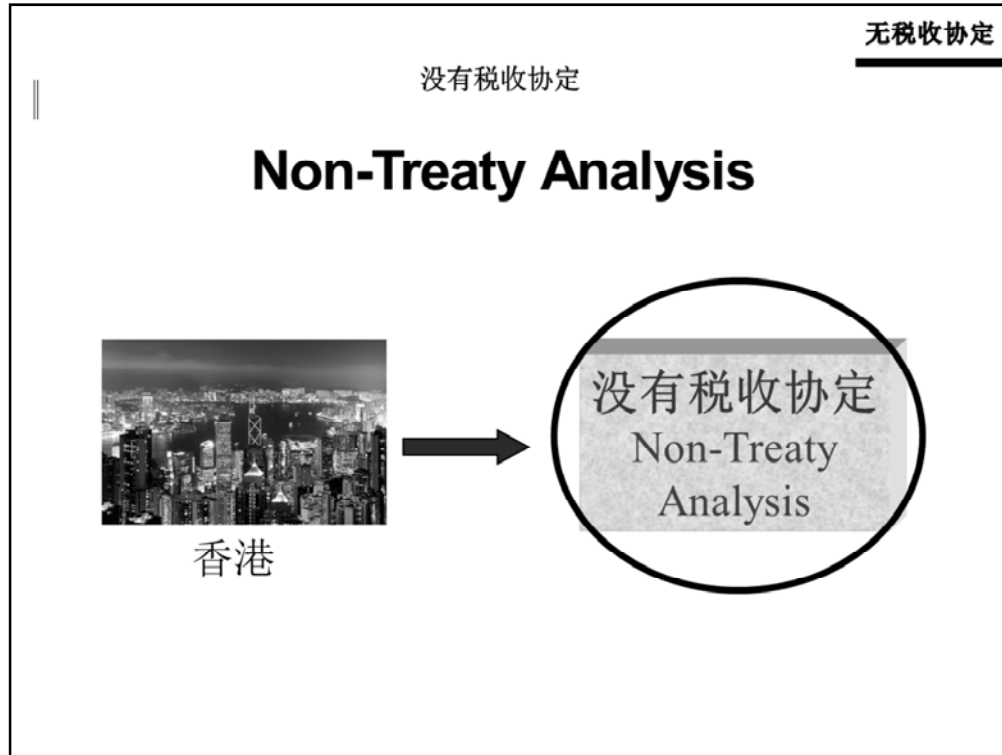 无税收协定
没有税收协定
Non-Treaty Analysis
没有税收协定
Non-Treaty
Analysis
香港